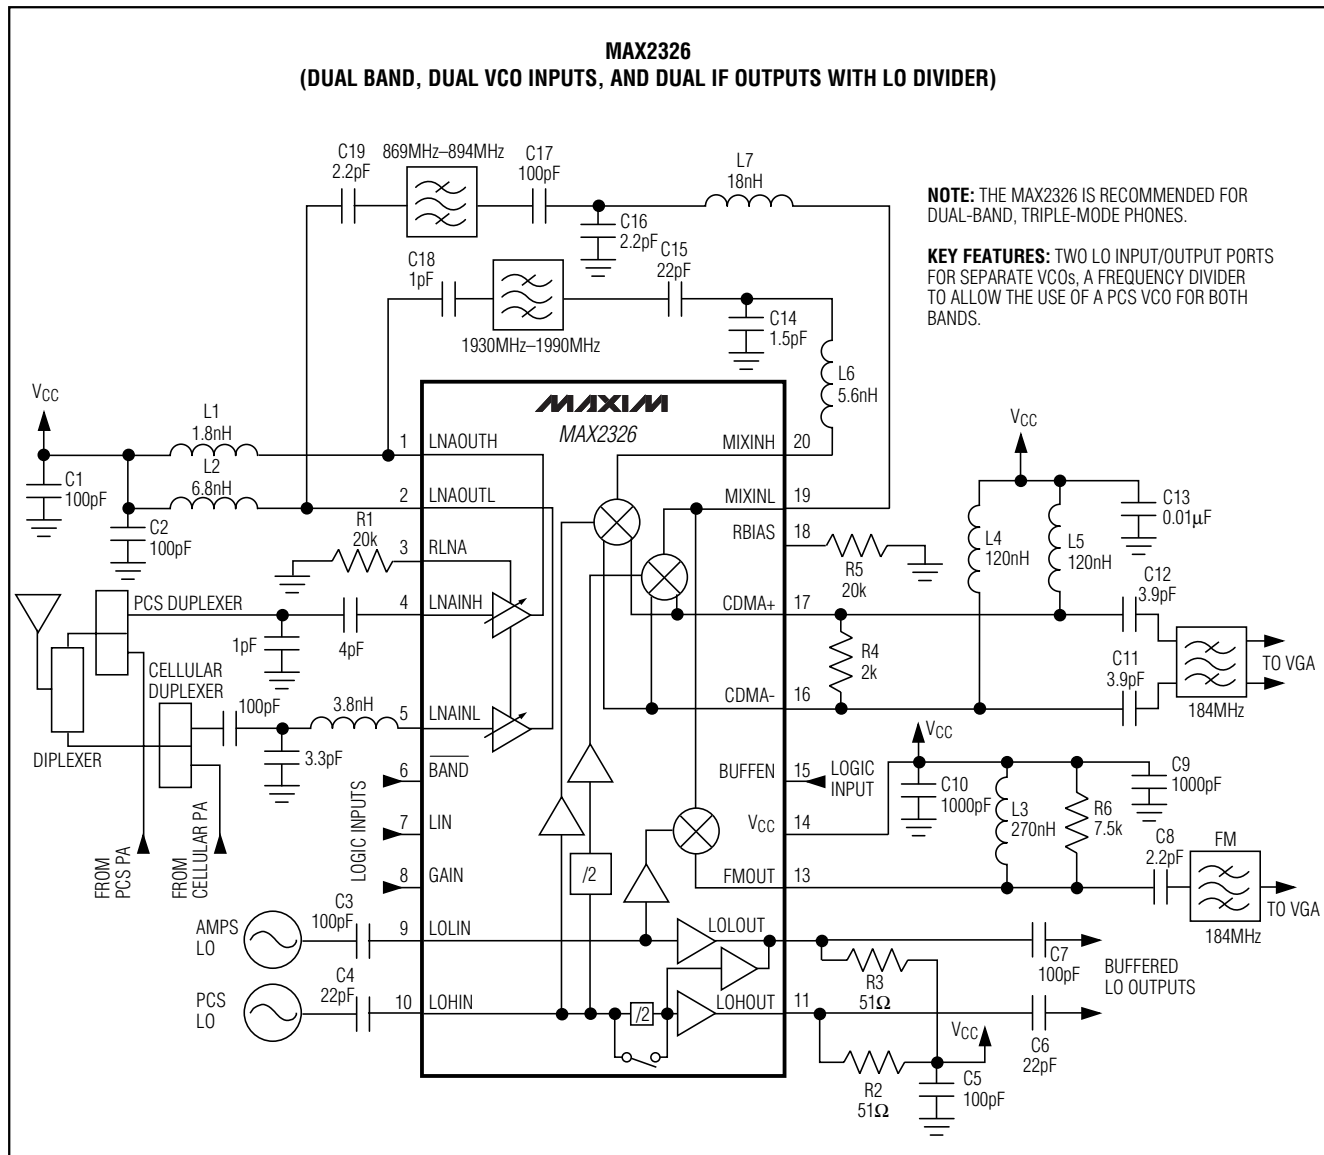 MAX2326
(DUAL BAND, DUAL VCO INPUTS, AND DUAL IF OUTPUTS WITH LO DIVIDER)
C19
2.2pF
869MHz–894MHz
C17
100pF
L7
18nH
C16
2.2pF
NOTE: THE MAX2326 IS RECOMMENDED FOR
DUAL-BAND, TRIPLE-MODE PHONES.
KEY FEATURES: TWO LO INPUT/OUTPUT PORTS
FOR SEPARATE VCOs, A FREQUENCY DIVIDER
TO ALLOW THE USE OF A PCS VCO FOR BOTH
BANDS.
C18
1pF
1930MHz–1990MHz
C15
22pF
C14
1.5pF
L6
5.6nH
VCC
L1
1.8nH
L2
6.8nH
C1
100pF
C2
100pF
R1
20k
MAXIM
MAX2326
1
LNAOUTH
2
LNAOUTL
3
RLNA
4
LNAINH
5
LNAINL
6
BAND
7
LIN
8
GAIN
9
LOLIN
10
LOHIN
MIXINH
20
MIXINL
19
RBIAS
18
CDMA+
17
CDMA-
16
BUFFEN
15
VCC
14
FMOUT
13
LOLOUT
LOHOUT
11
/2
/2
PCS DUPLEXER
1pF
4pF
CELLULAR
DUPLEXER
100pF
3.8nH
3.3pF
DIPLEXER
FROM
PCS PA
FROM
CELLULAR PA
LOGIC INPUTS
AMPS
LO
C3
100pF
PCS
LO
C4
22pF
R5
20k
R4
2k
VCC
L4
120nH
L5
120nH
C13
0.01µF
C12
3.9pF
C11
3.9pF
184MHz
TO VGA
LOGIC
INPUT
VCC
C10
1000pF
L3
270nH
R6
7.5k
C9
1000pF
C8
2.2pF
FM
184MHz
TO VGA
R3
51Ω
R2
51Ω
VCC
C5
100pF
C7
100pF
C6
22pF
BUFFERED
LO OUTPUTS